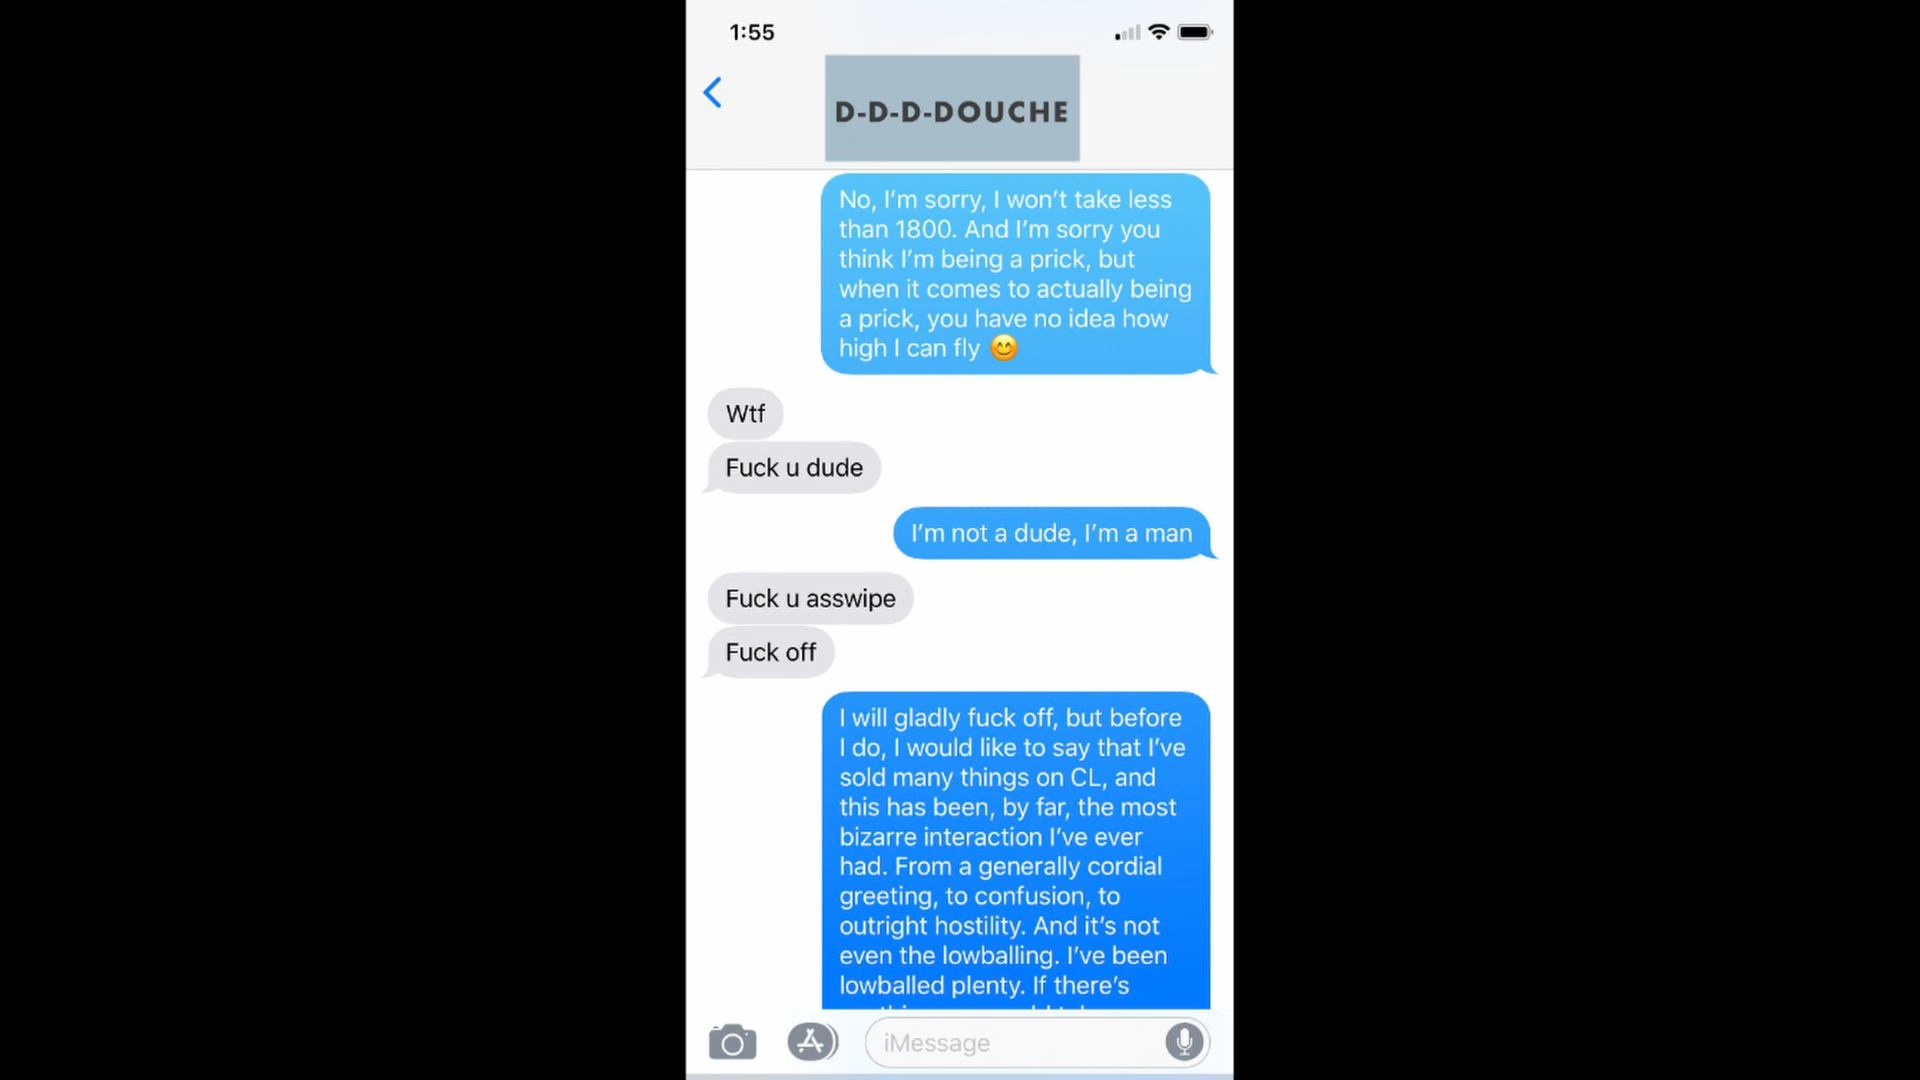 1:55
D-D-D-DOUCHE
No, I'm sorry, I won't take less
than 1800. And I'm sorry you
think I'm being a prick, but
when it comes to actually being
a prick, you have no idea how
high I can fly 😊
Wtf
Fuck u dude
I'm not a dude, I'm a man
Fuck u asswipe
Fuck off
I will gladly fuck off, but before
I do, I would like to say that I've
sold many things on CL, and
this has been, by far, the most
bizarre interaction I've ever
had. From a generally cordial
greeting, to confusion, to
outright hostility. And it's not
even the lowballing. I've been
lowballed plenty. If there's
iMessage